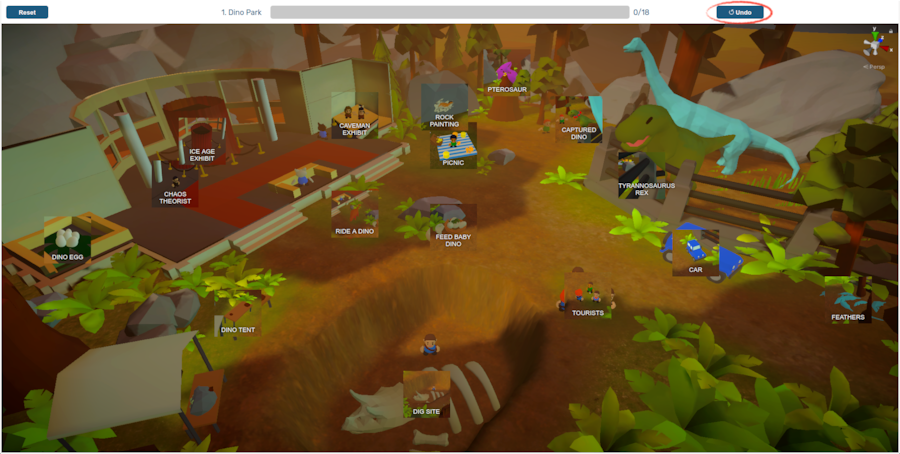 Reset
1. Dino Park
0/18
Undo
Persp
PTEROSAUR
ROCK
PAINTING
CAVEMAN
EXHIBIT
CAPTURED
DINO
ICE AGE
EXHIBIT
PICNIC
CHAOS
THEORIST
TYRANNOSAURUS
REX
RIDE A DINO
FEED BABY
DINO
DINO EGG
CAR
TOURISTS
FEATHERS
DINO TENT
DIG SITE